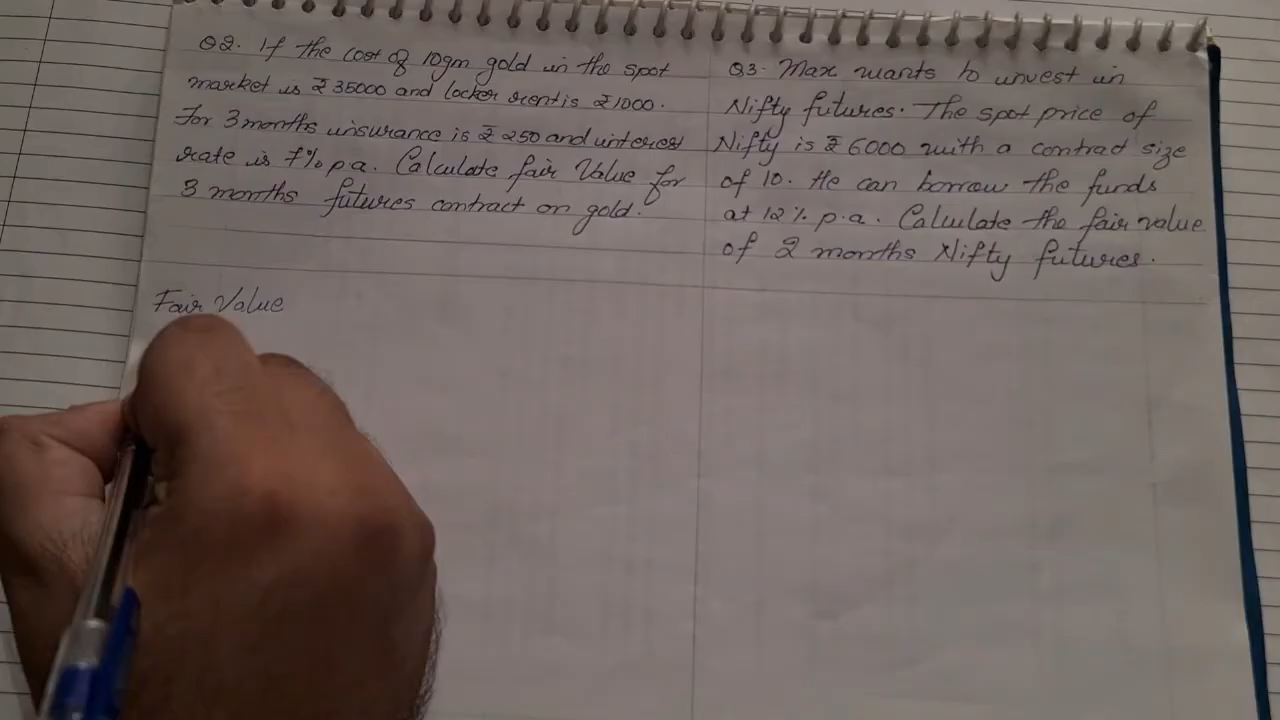 Q2. If the cost of 10gm gold in the spot
market is ₹35000 and locker rent is ₹1000.
For 3 months insurance is ₹250 and interest
rate is 7% p.a. Calculate fair Value for
3 months futures contract on gold.
Fair Value
Q3. Max wants to invest in
Nifty futures. The spot price of
Nifty is ₹6000 with a contract size
of 10. He can borrow the funds
at 12% p.a. Calculate the fair value
of 2 months Nifty futures.